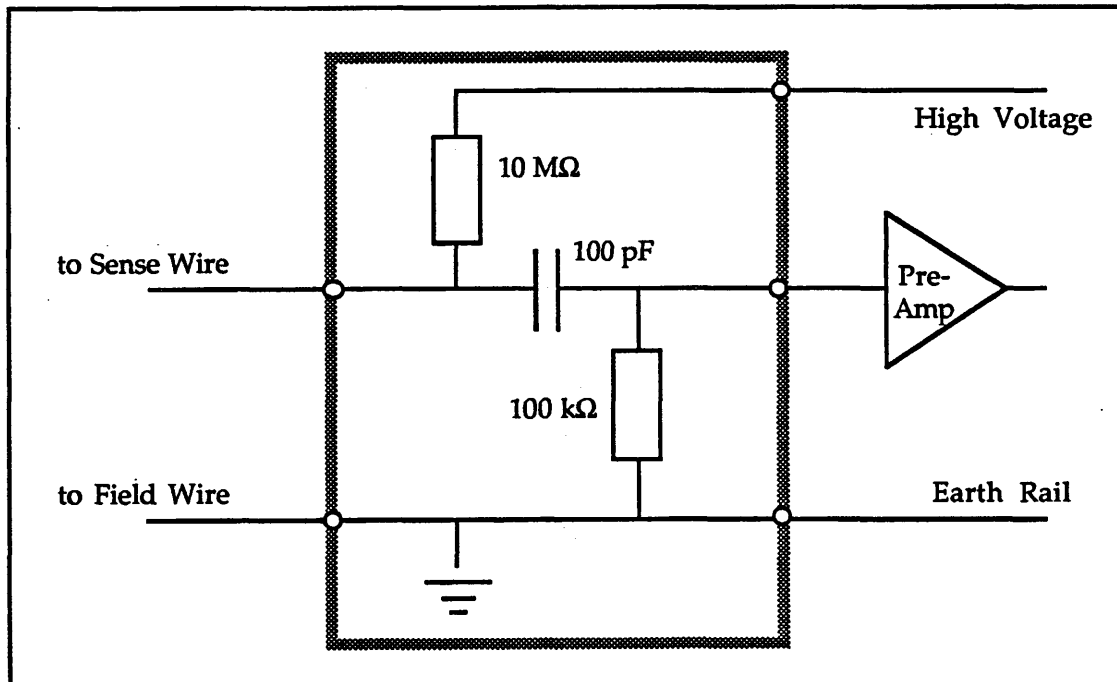 High Voltage
10 MΩ
to Sense Wire
100 pF
Pre-
Amp
100 kΩ
to Field Wire
Earth Rail